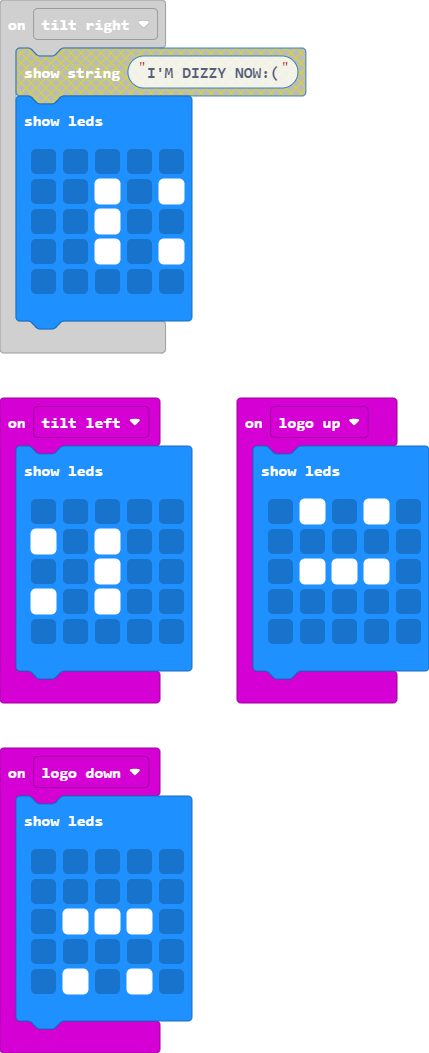 on tilt right
show string "I'M DIZZY NOW:("
show leds
on tilt left
show leds
on logo up
show leds
on logo down
show leds